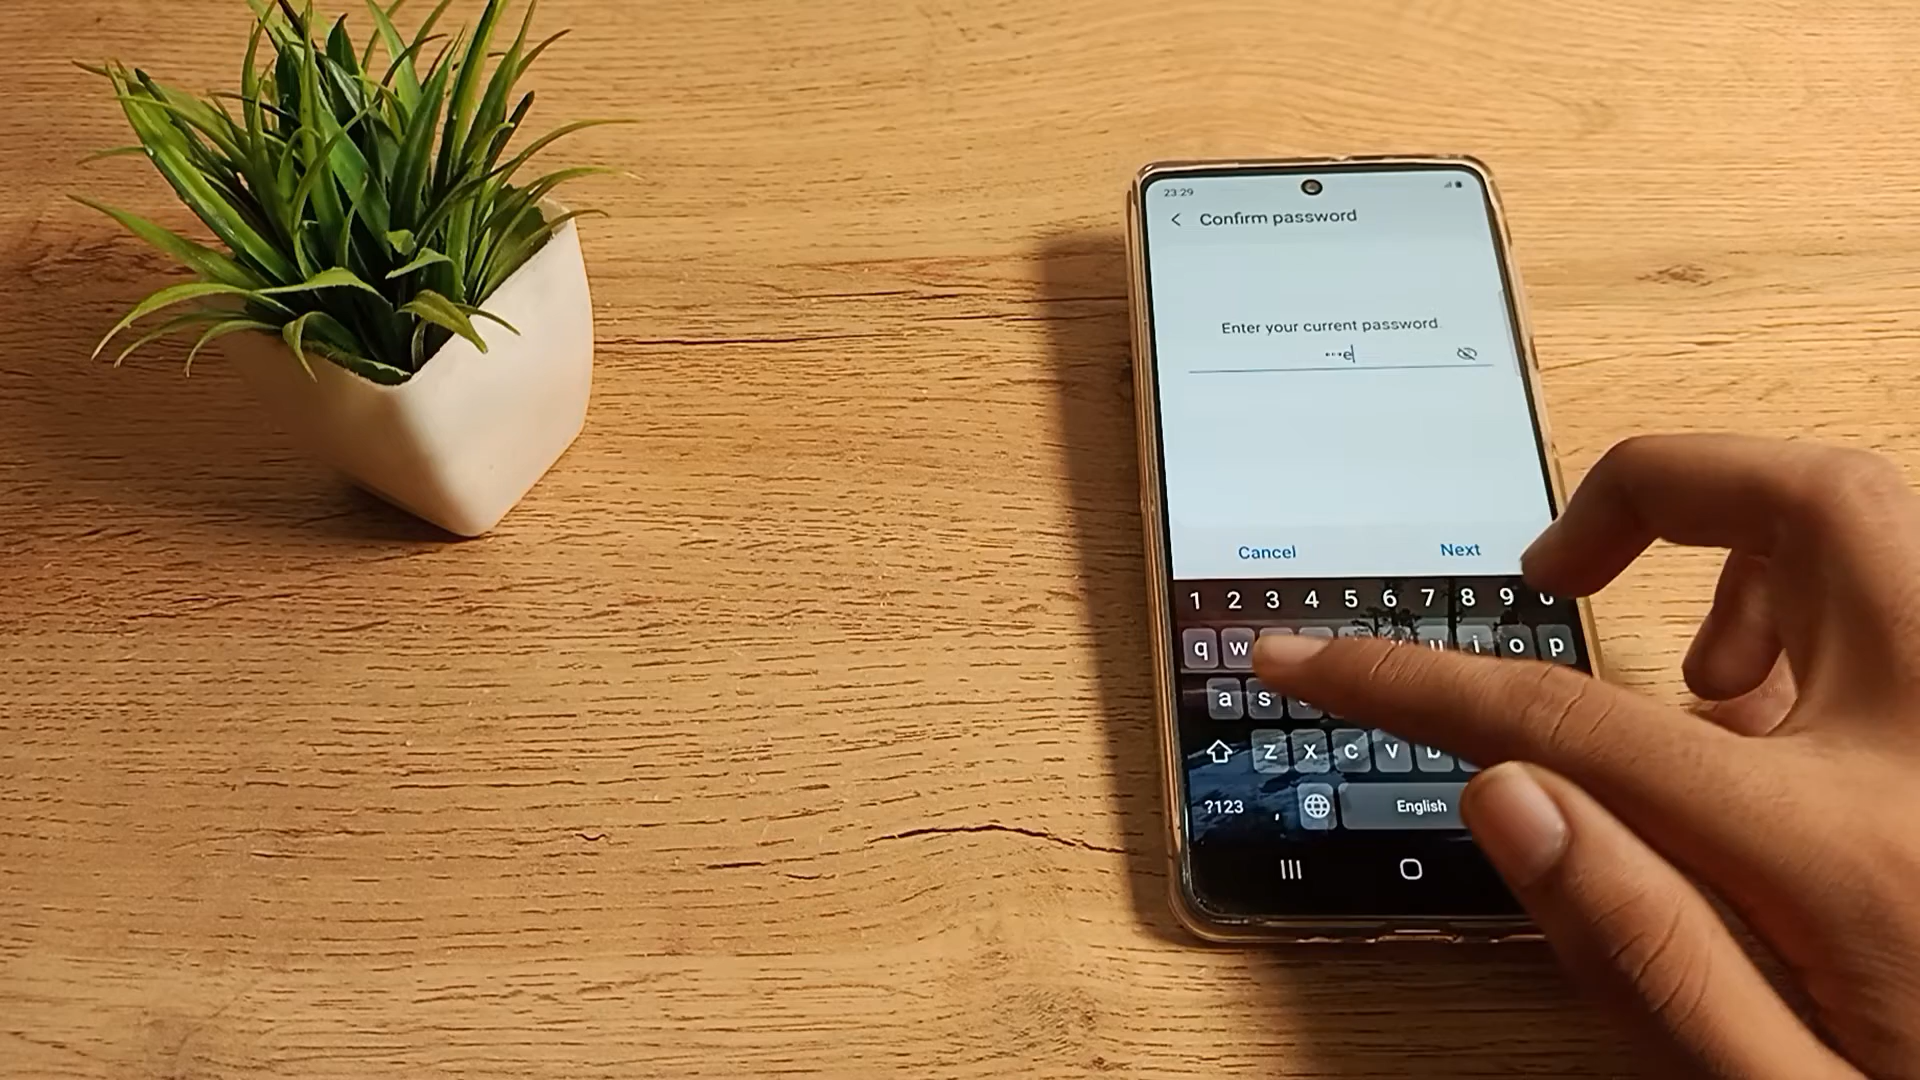 23:29
Confirm password
Enter your current password.
•••e
Cancel
Next
1 2 3 4 5 6 7 8 9 0
q w u i o p
a s
z x c v b
?123 , English